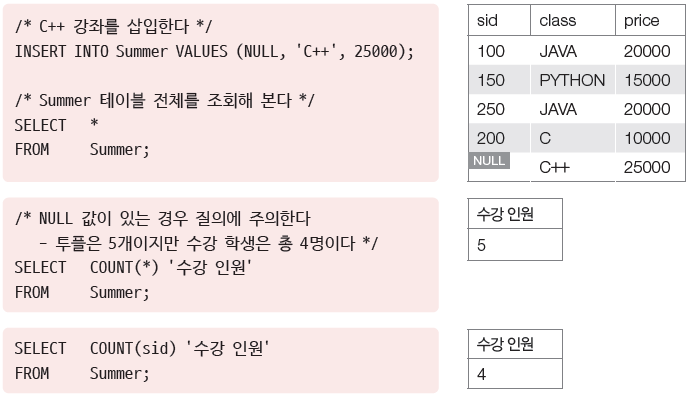 /* C++ 강좌를 삽입한다 */
INSERT INTO Summer VALUES (NULL, 'C++', 25000);
/* Summer 테이블 전체를 조회해 본다 */
SELECT *
FROM Summer;
sid class price
100 JAVA 20000
150 PYTHON 15000
250 JAVA 20000
200 C 10000
NULL C++ 25000
/* NULL 값이 있는 경우 질의에 주의한다
- 투플은 5개이지만 수강 학생은 총 4명이다 */
SELECT COUNT(*) '수강 인원'
FROM Summer;
수강 인원
5
SELECT COUNT(sid) '수강 인원'
FROM Summer;
수강 인원
4